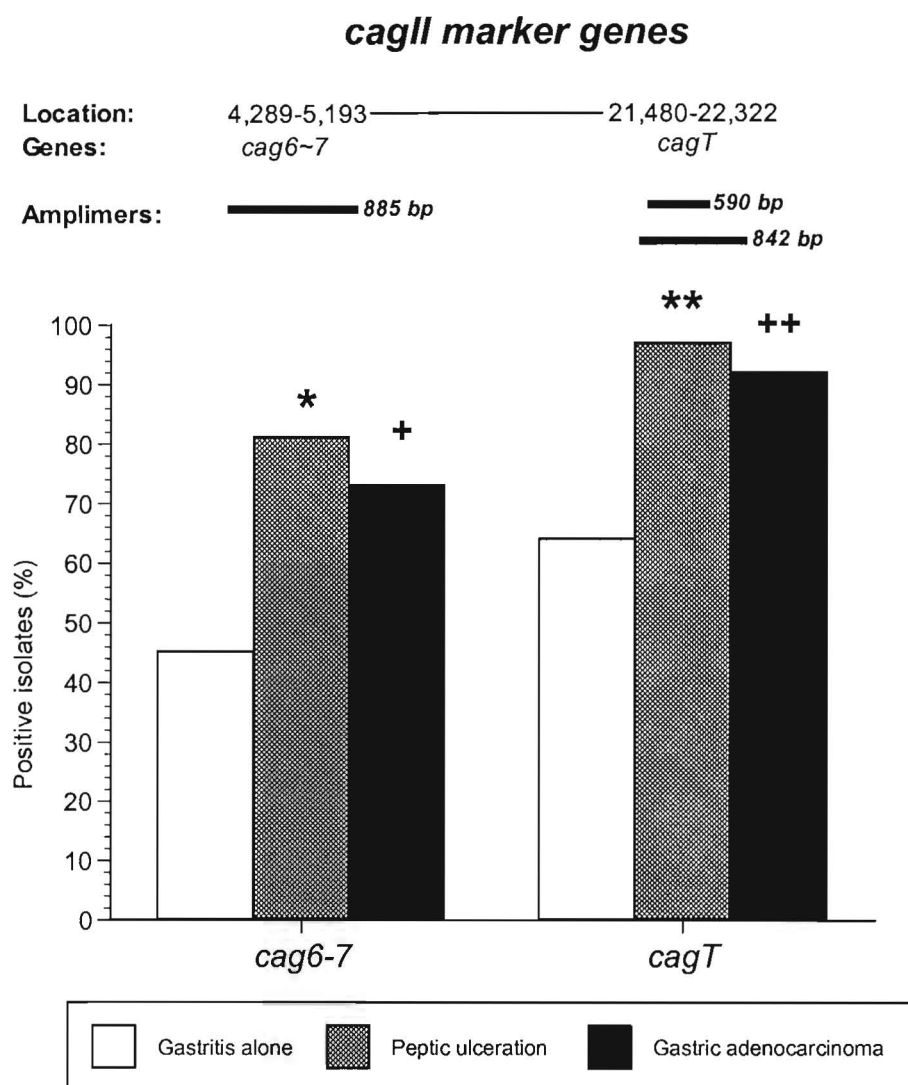 cagII marker genes
Location: 4,289-5,193 21,480-22,322
Genes: cag6~7 cagT
Amplimers: 885 bp 590 bp
842 bp
** ++
* +
100
90
80
70
60
50
40
30
20
10
0
Positive isolates (%)
cag6-7 cagT
Gastritis alone Peptic ulceration Gastric adenocarcinoma